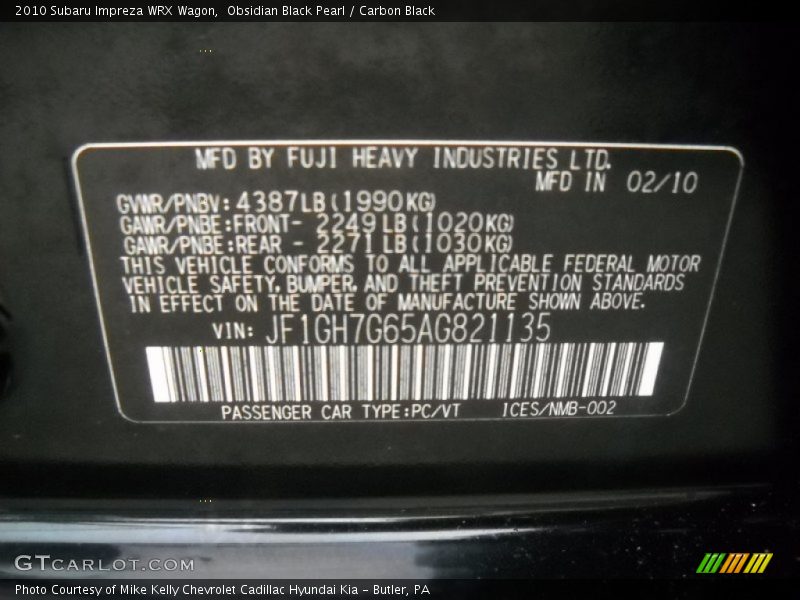 2010 Subaru Impreza WRX Wagon,  Obsidian Black Pearl / Carbon Black
MFD BY FUJI HEAVY INDUSTRIES LTD.
MFD IN 02/10
GVWR/PNBV: 4387LB (1990KG)
GAWR/PNBE:FRONT- 2249LB (1020KG)
GAWR/PNBE:REAR - 2271LB (1030KG)
THIS VEHICLE CONFORMS TO ALL APPLICABLE FEDERAL MOTOR
VEHICLE SAFETY, BUMPER, AND THEFT PREVENTION STANDARDS
IN EFFECT ON THE DATE OF MANUFACTURE SHOWN ABOVE.
VIN: JF1GH7G65AG821135
PASSENGER CAR TYPE:PC/VT ICES/NMB-002
GTCARLOT.COM
Photo Courtesy of Mike Kelly Chevrolet Cadillac Hyundai Kia – Butler, PA